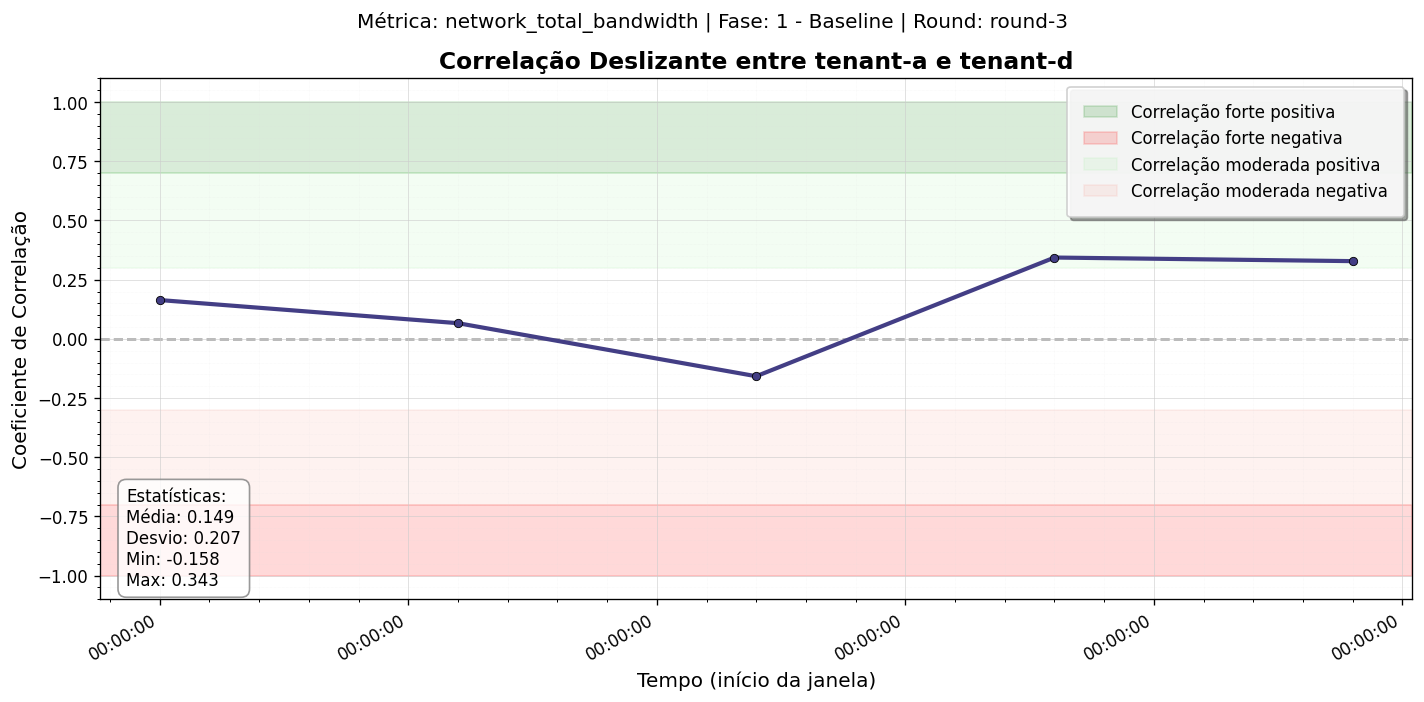 Métrica: network_total_bandwidth | Fase: 1 - Baseline | Round: round-3
Correlação Deslizante entre tenant-a e tenant-d
Coeficiente de Correlação
1.00
0.75
0.50
0.25
0.00
−0.25
−0.50
−0.75
−1.00
Correlação forte positiva
Correlação forte negativa
Correlação moderada positiva
Correlação moderada negativa
Estatísticas:
Média: 0.149
Desvio: 0.207
Min: -0.158
Max: 0.343
00:00:00
00:00:00
00:00:00
00:00:00
00:00:00
00:00:00
Tempo (início da janela)